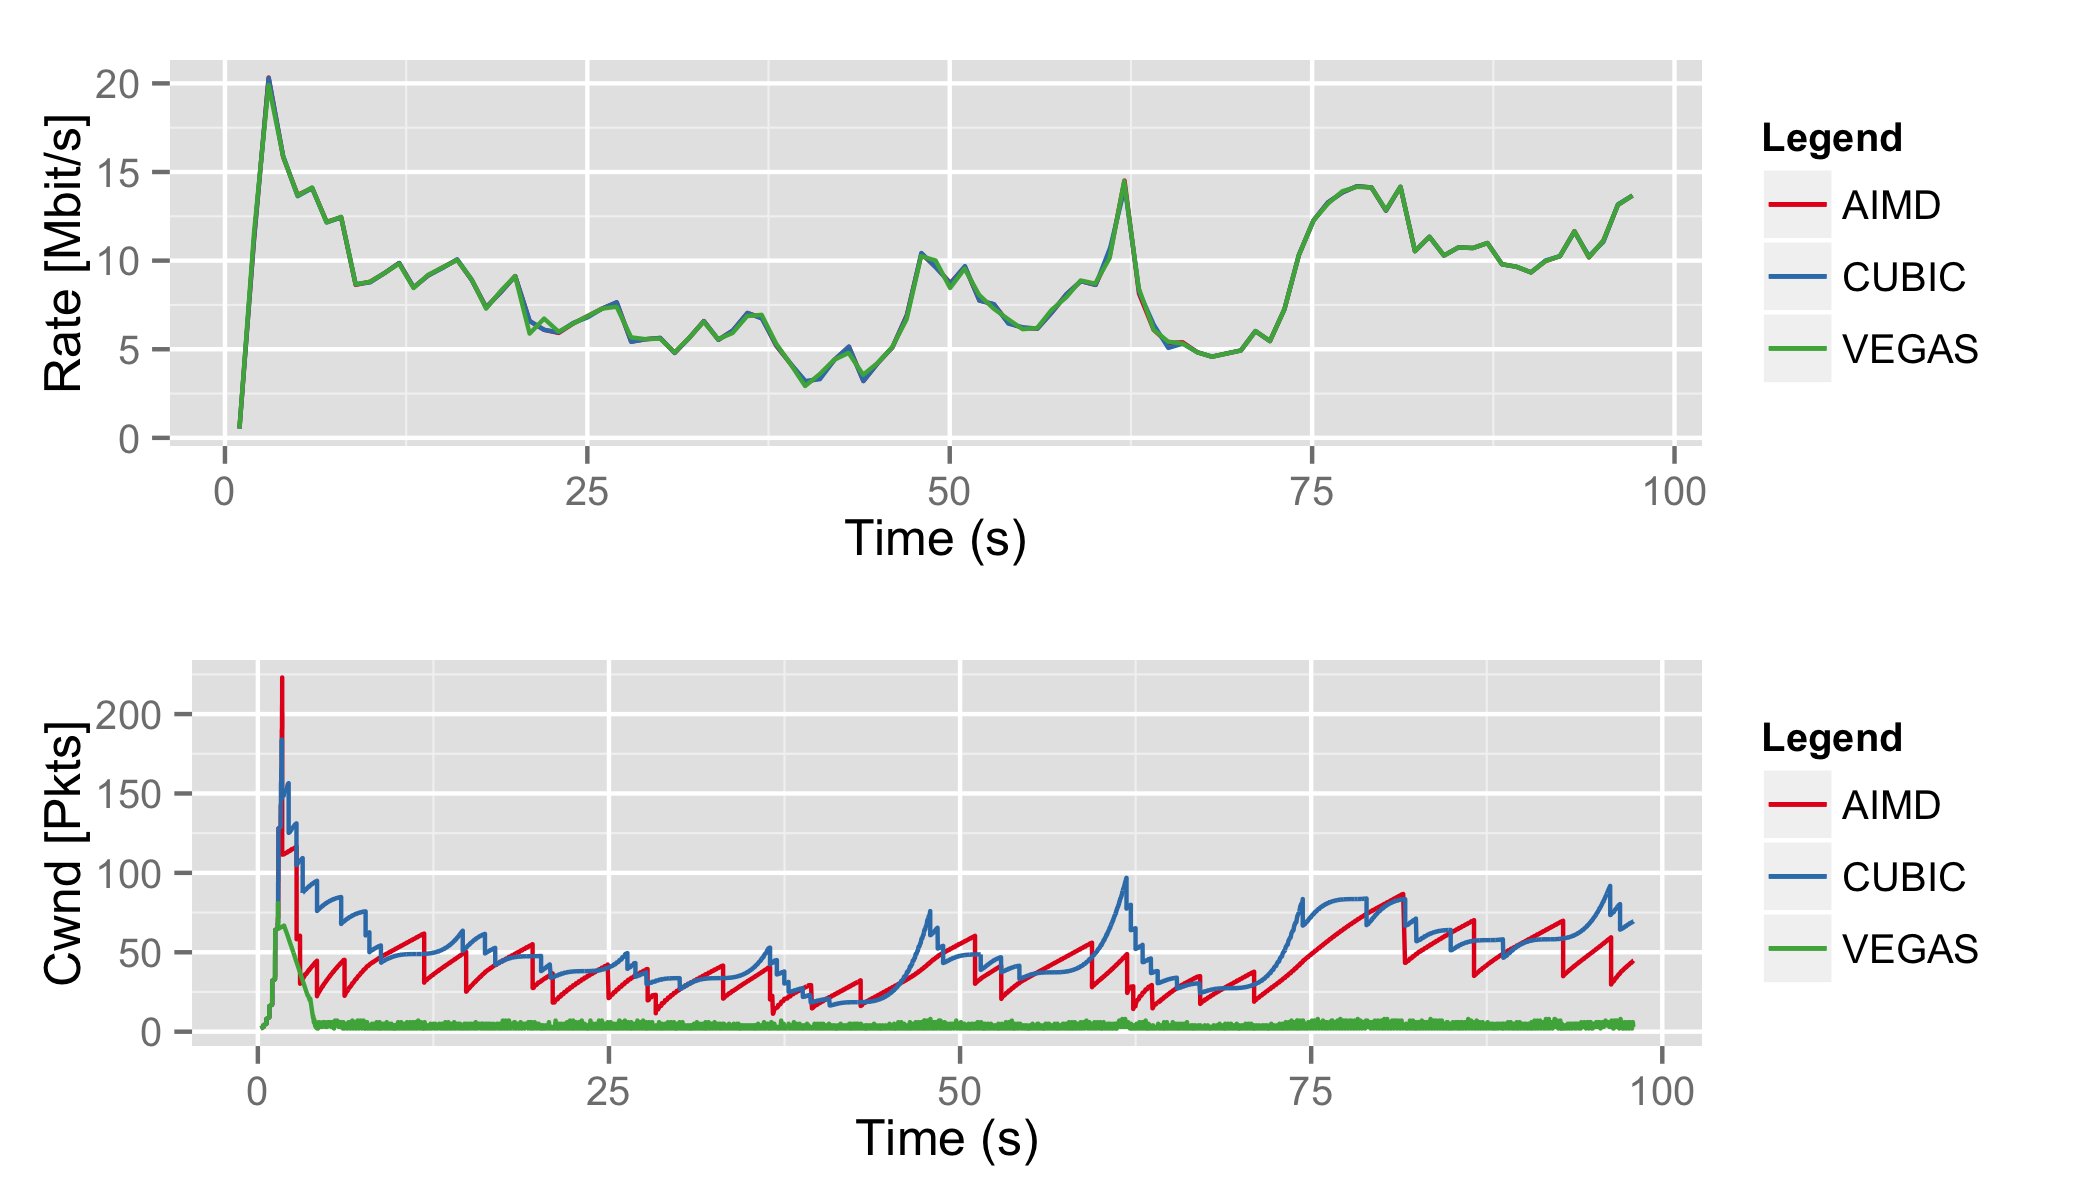 Rate [Mbit/s]
20
15
10
5
0
0 25 50 75 100
Time (s)
Legend
AIMD
CUBIC
VEGAS
Cwnd [Pkts]
200
150
100
50
0
0 25 50 75 100
Time (s)
Legend
AIMD
CUBIC
VEGAS